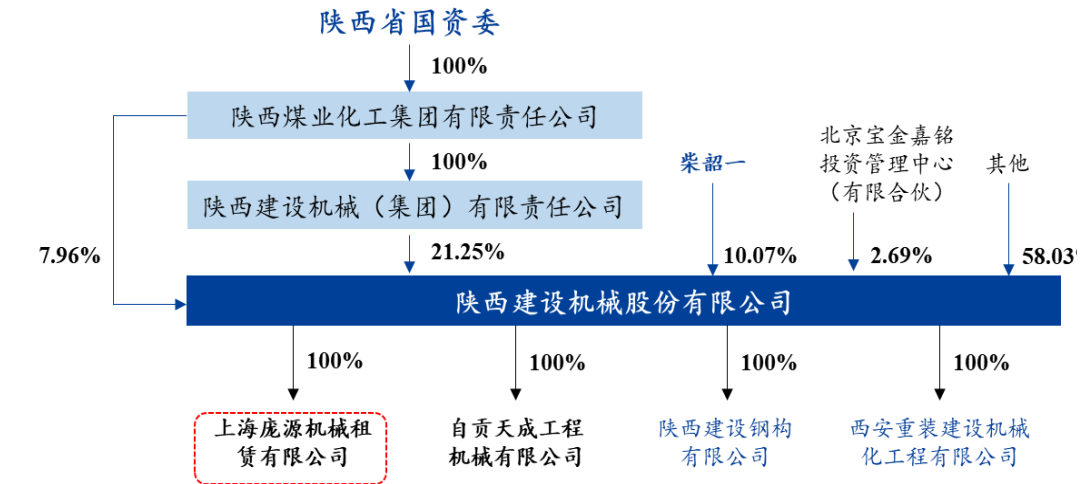 陕西省国资委
100%
陕西煤业化工集团有限责任公司
100%
柴韶一
北京宝金嘉铭
投资管理中心
（有限合伙）
其他
陕西建设机械（集团）有限责任公司
7.96%
21.25%
10.07%
2.69%
58.03%
陕西建设机械股份有限公司
100%
100%
100%
100%
上海庞源机械租
赁有限公司
自贡天成工程
机械有限公司
陕西建设钢构
有限公司
西安重装建设机械
化工程有限公司